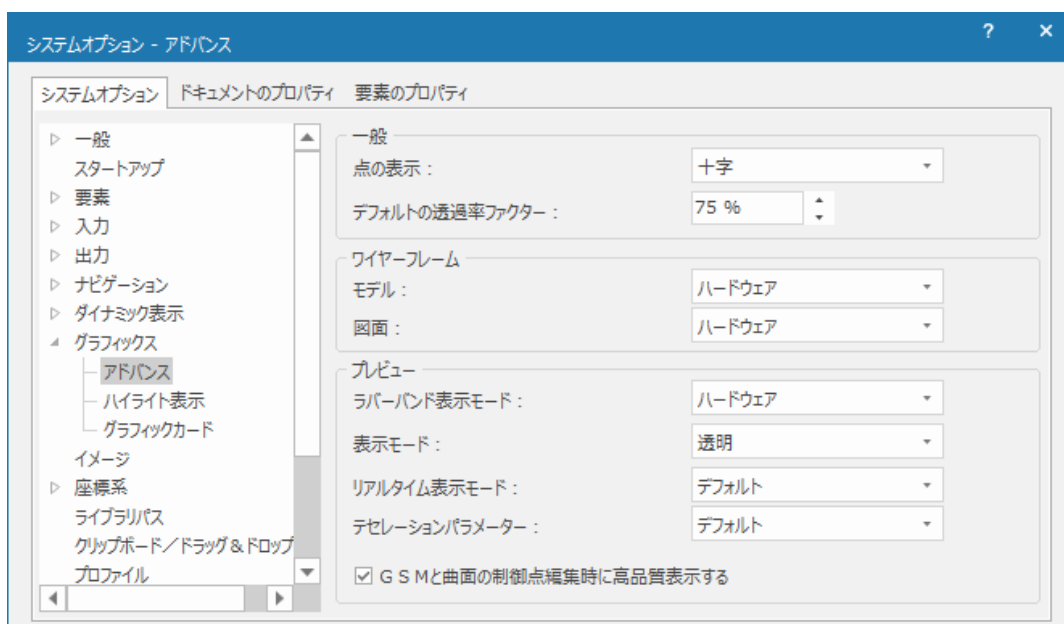 システムオプション - アドバンス
? ×
システムオプション ドキュメントのプロパティ 要素のプロパティ
一般
スタートアップ
要素
入力
出力
ナビゲーション
ダイナミック表示
グラフィックス
アドバンス
ハイライト表示
グラフィックカード
イメージ
座標系
ライブラリパス
クリップボード／ドラッグ＆ドロップ
プロファイル
一般
点の表示： 十字
デフォルトの透過率ファクター： 75 %
ワイヤーフレーム
モデル： ハードウェア
図面： ハードウェア
プレビュー
ラバーバンド表示モード： ハードウェア
表示モード： 透明
リアルタイム表示モード： デフォルト
テセレーションパラメーター： デフォルト
ＧＳＭと曲面の制御点編集時に高品質表示する